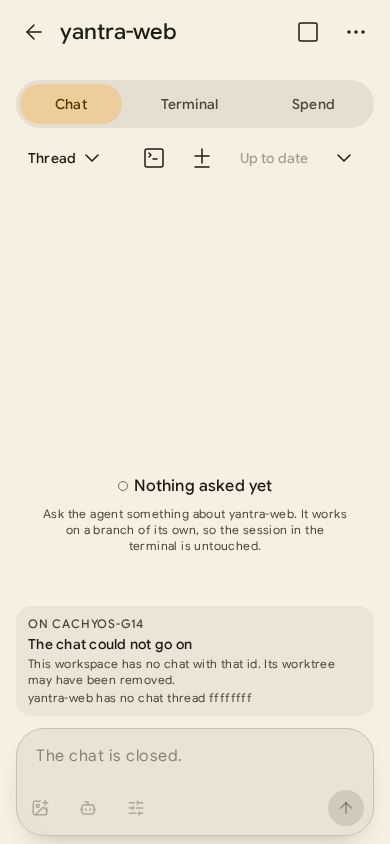 yantra-web
Chat Terminal Spend
Thread Up to date
Nothing asked yet
Ask the agent something about yantra-web. It works
on a branch of its own, so the session in the
terminal is untouched.
ON CACHYOS-G14
The chat could not go on
This workspace has no chat with that id. Its worktree
may have been removed.
yantra-web has no chat thread ffffffff
The chat is closed.